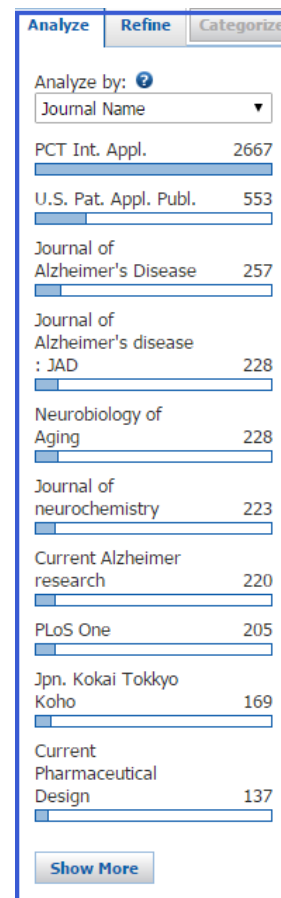 Analyze Refine Categorize
Analyze by: ?
Journal Name
PCT Int. Appl. 2667
U.S. Pat. Appl. Publ. 553
Journal of
Alzheimer's Disease 257
Journal of
Alzheimer's disease
: JAD 228
Neurobiology of
Aging 228
Journal of
neurochemistry 223
Current Alzheimer
research 220
PLoS One 205
Jpn. Kokai Tokkyo
Koho 169
Current
Pharmaceutical
Design 137
Show More